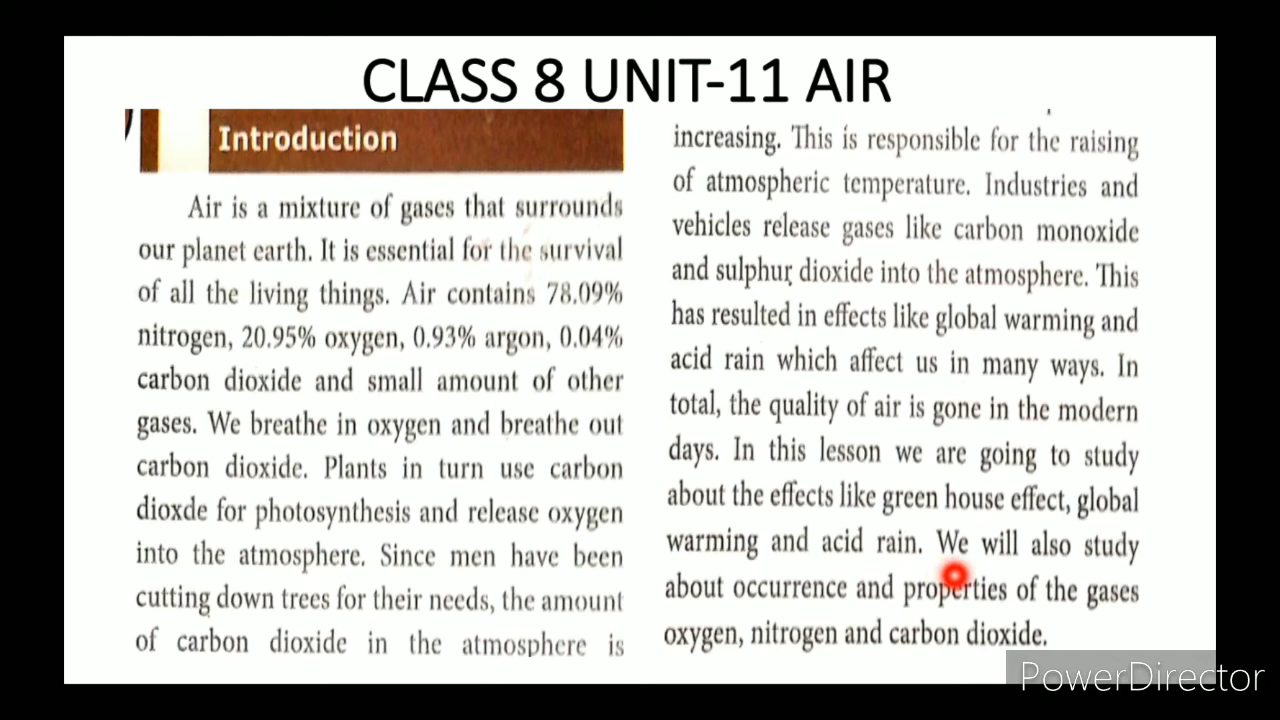 CLASS 8 UNIT-11 AIR
Introduction
Air is a mixture of gases that surrounds
our planet earth. It is essential for the survival
of all the living things. Air contains 78.09%
nitrogen, 20.95% oxygen, 0.93% argon, 0.04%
carbon dioxide and small amount of other
gases. We breathe in oxygen and breathe out
carbon dioxide. Plants in turn use carbon
dioxde for photosynthesis and release oxygen
into the atmosphere. Since men have been
cutting down trees for their needs, the amount
of carbon dioxide in the atmosphere is
increasing. This is responsible for the raising
of atmospheric temperature. Industries and
vehicles release gases like carbon monoxide
and sulphur dioxide into the atmosphere. This
has resulted in effects like global warming and
acid rain which affect us in many ways. In
total, the quality of air is gone in the modern
days. In this lesson we are going to study
about the effects like green house effect, global
warming and acid rain. We will also study
about occurrence and properties of the gases
oxygen, nitrogen and carbon dioxide.
PowerDirector